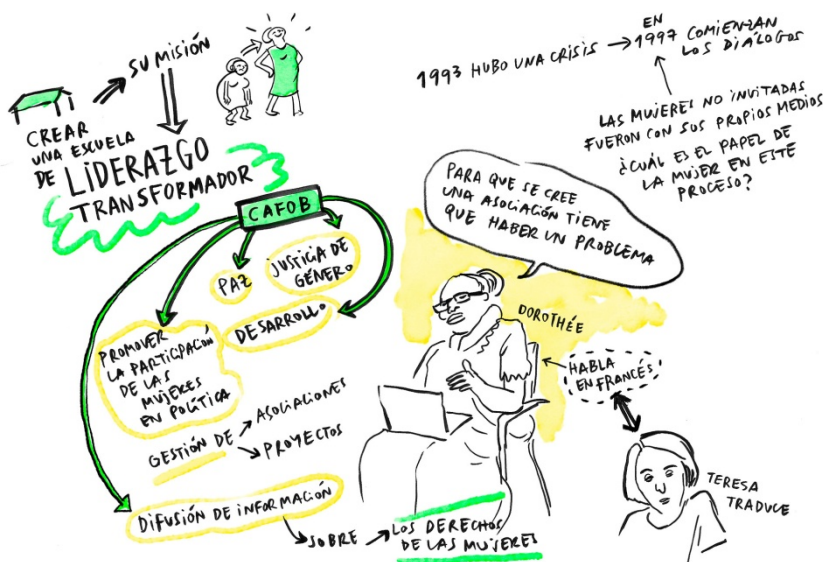 SU MISIÓN
CREAR
UNA ESCUELA
DE LIDERAZGO
TRANSFORMADOR
CAFOB
PAZ
JUSTICIA DE
GÉNERO
DESARROLLO
PROMOVER
LA PARTICIPACIÓN
DE LAS
MUJERES
EN POLÍTICA
GESTIÓN DE
ASOCIACIONES
PROYECTOS
DIFUSIÓN DE INFORMACIÓN
SOBRE
LOS DERECHOS
DE LAS MUJERES
1993 HUBO UNA CRISIS
EN
1997 COMIENZAN
LOS DIÁLOGOS
LAS MUJERES NO INVITADAS
FUERON CON SUS PROPIOS MEDIOS
¿CUÁL ES EL PAPEL DE
LA MUJER EN ESTE
PROCESO?
PARA QUE SE CREE
UNA ASOCIACIÓN TIENE
QUE HABER UN PROBLEMA
DOROTHÉE
HABLA
EN FRANCÉS
TERESA
TRADUCE